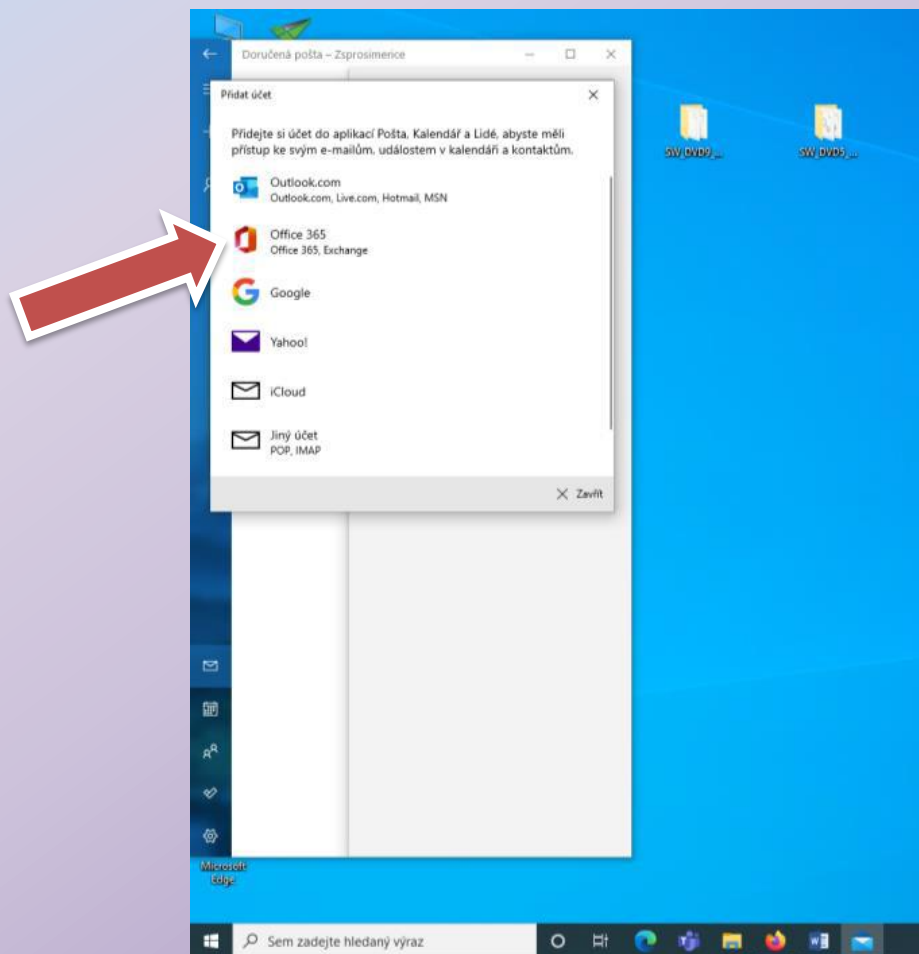 Doručená pošta – Zsprosimerice
Přidat účet
Přidejte si účet do aplikací Pošta, Kalendář a Lidé, abyste měli
přístup ke svým e-mailům, událostem v kalendáři a kontaktům.
Outlook.com
Outlook.com, Live.com, Hotmail, MSN
Office 365
Office 365, Exchange
Google
Yahoo!
iCloud
Jiný účet
POP, IMAP
Zavřít
SW_DVD9_...
SW_DVD5_...
Microsoft
Edge
Sem zadejte hledaný výraz